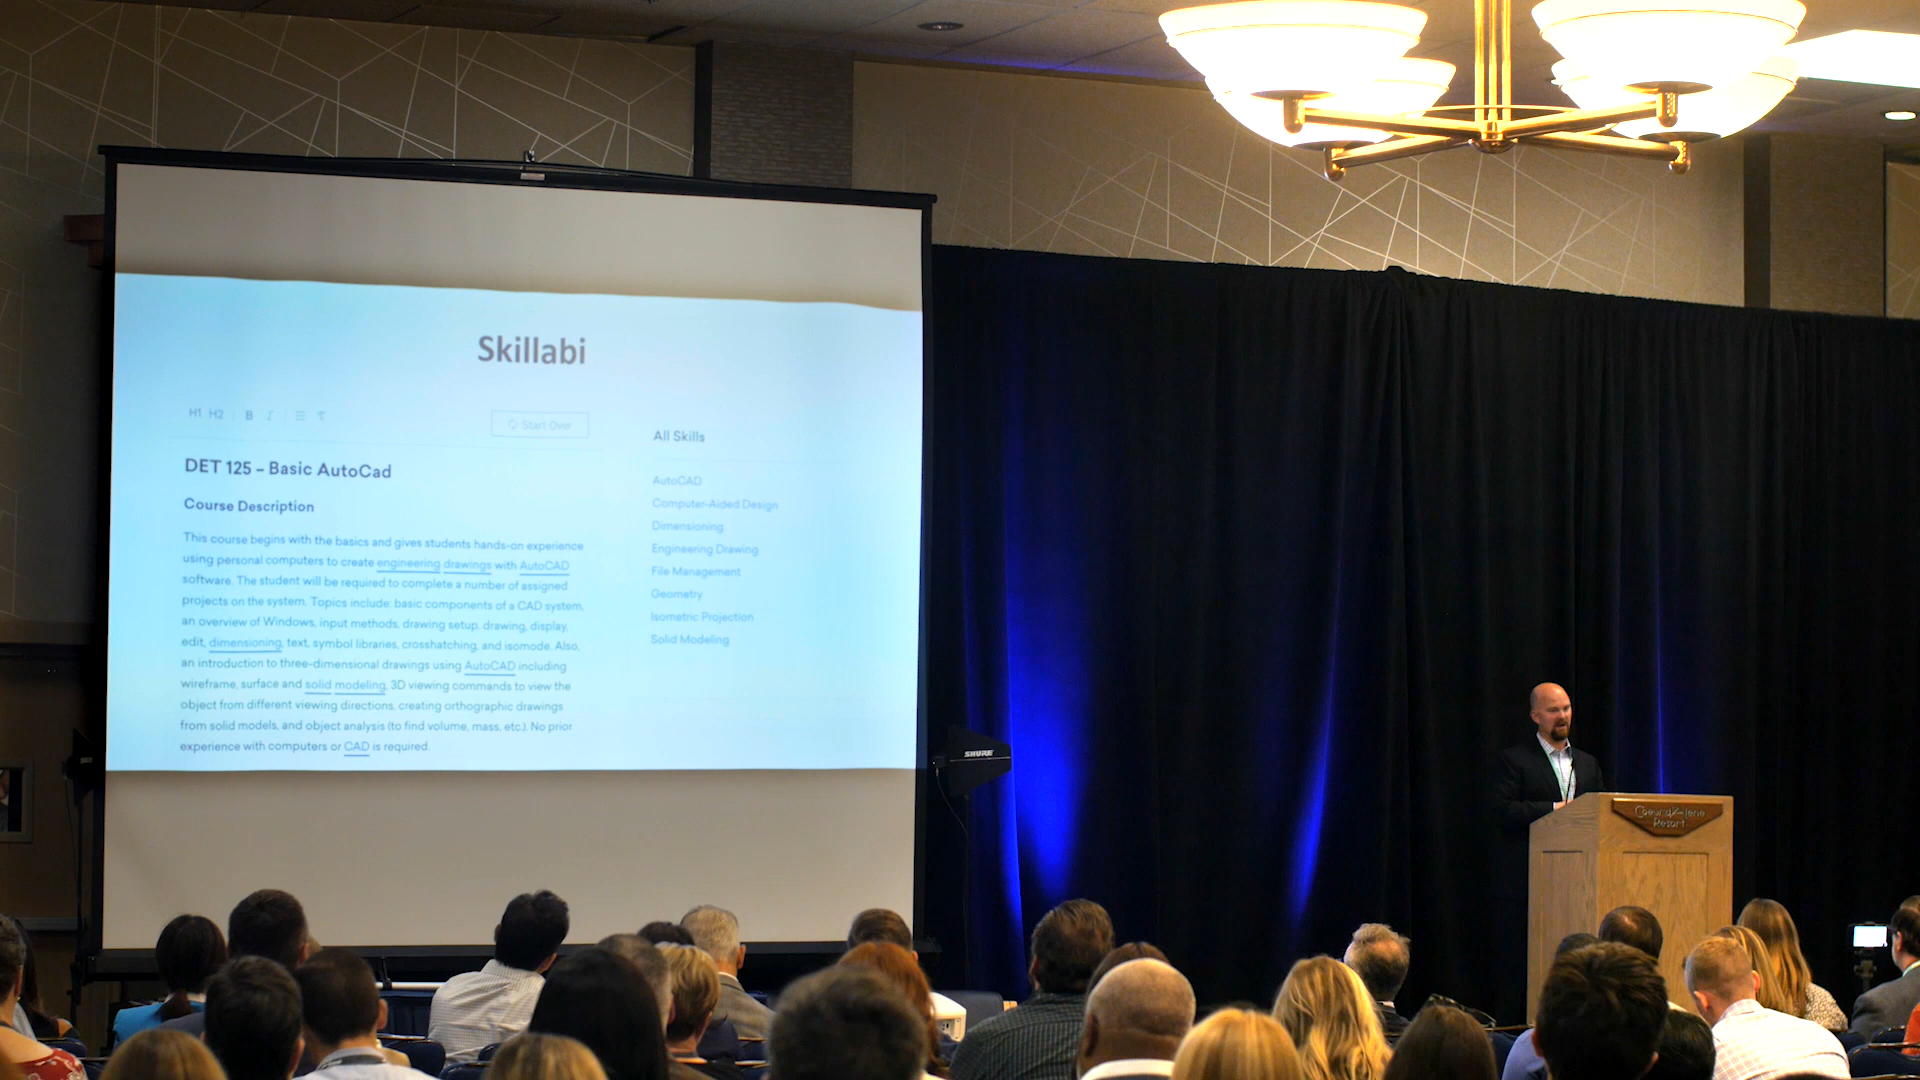 Skillabi
H1 H2 B I
Start Over
DET 125 – Basic AutoCad
Course Description
This course begins with the basics and gives students hands-on experience
using personal computers to create engineering drawings with AutoCAD
software. The student will be required to complete a number of assigned
projects on the system. Topics include: basic components of a CAD system,
an overview of Windows, input methods, drawing setup, drawing, display,
edit, dimensioning, text, symbol libraries, crosshatching, and isomode. Also,
an introduction to three-dimensional drawings using AutoCAD including
wireframe, surface and solid modeling, 3D viewing commands to view the
object from different viewing directions, creating orthographic drawings
from solid models, and object analysis (to find volume, mass, etc.). No prior
experience with computers or CAD is required.
All Skills
AutoCAD
Computer-Aided Design
Dimensioning
Engineering Drawing
File Management
Geometry
Isometric Projection
Solid Modeling
SHURE
Resort